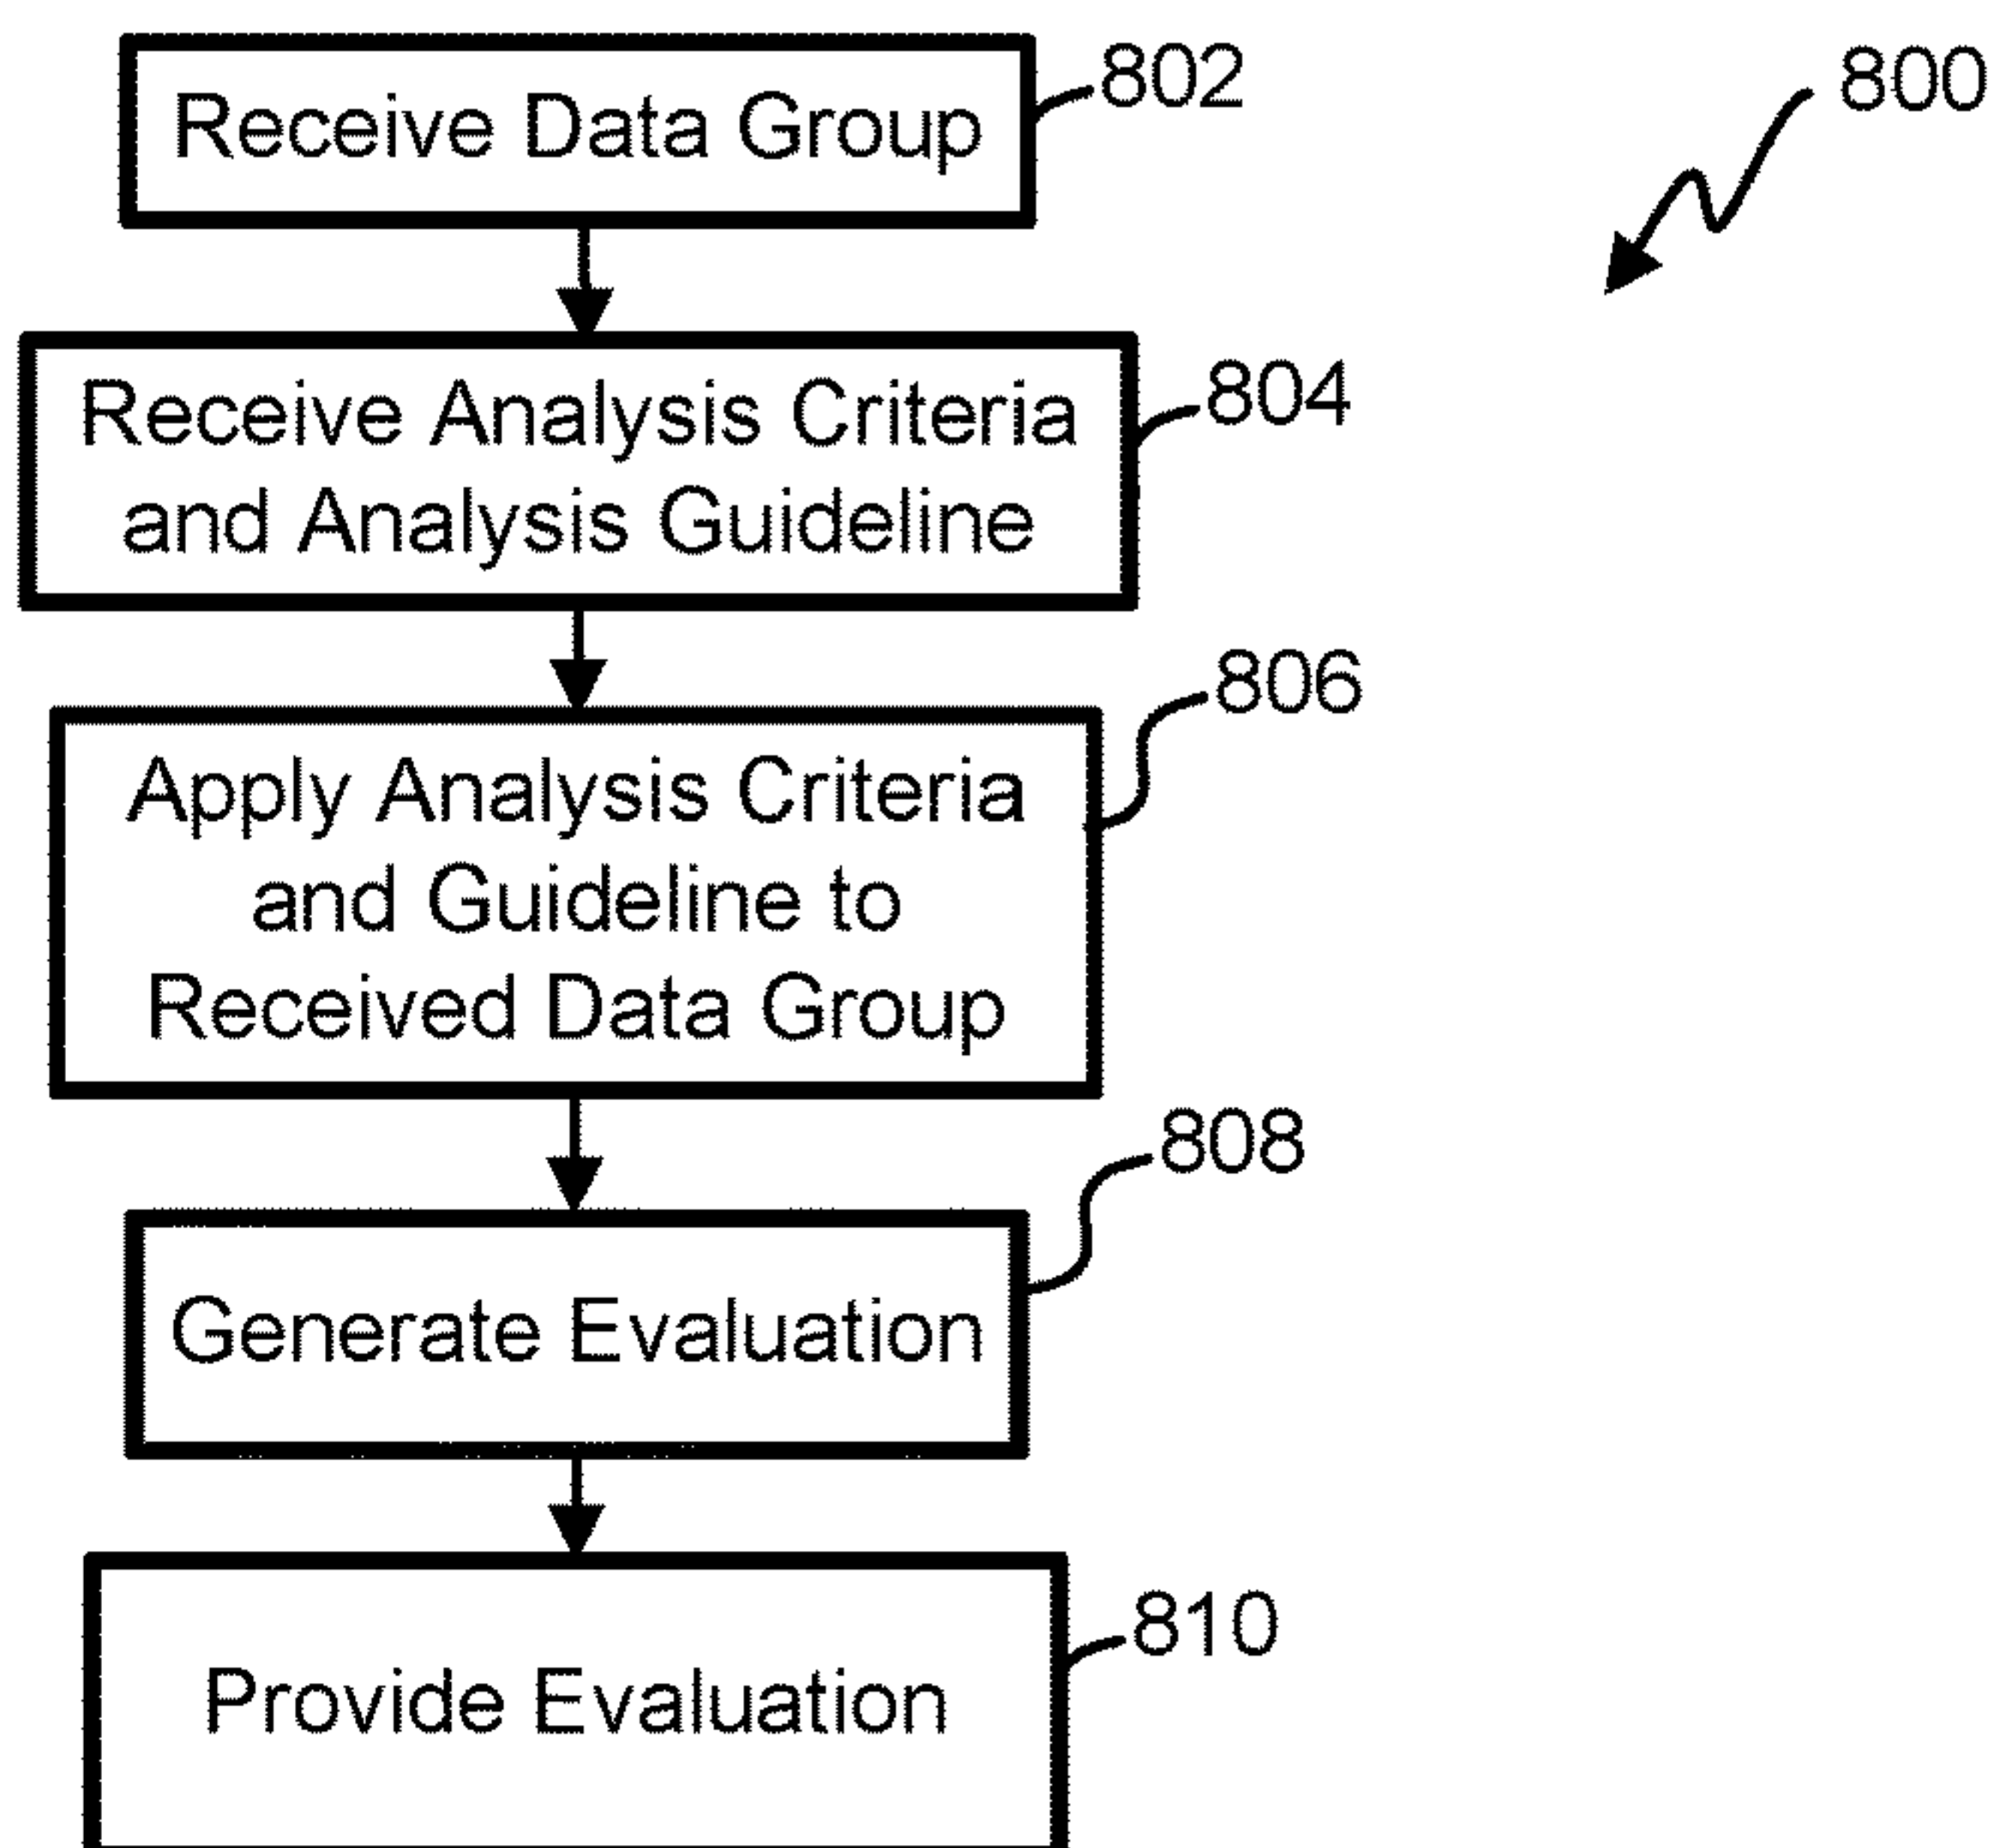 Receive Data Group
802
800
Receive Analysis Criteria
and Analysis Guideline
804
Apply Analysis Criteria
and Guideline to
Received Data Group
806
Generate Evaluation
808
Provide Evaluation
810